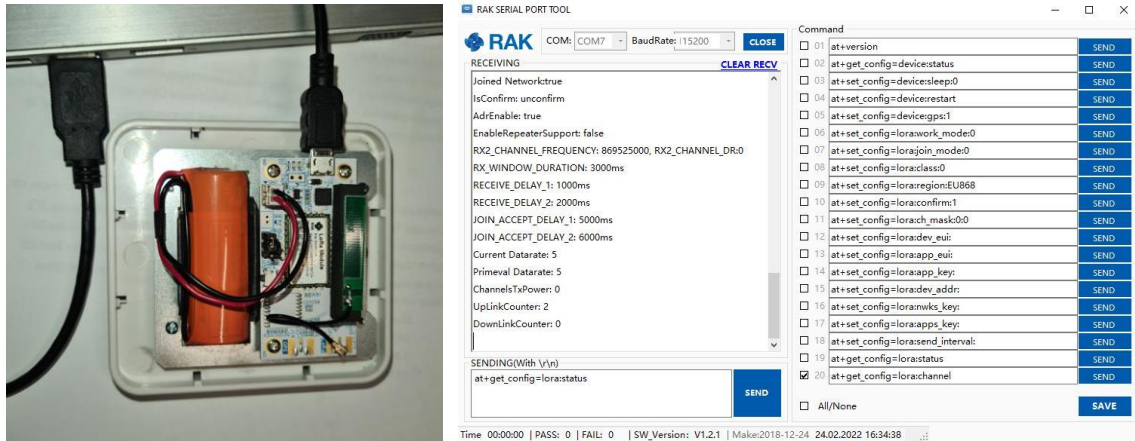 LoRa Module
RAK SERIAL PORT TOOL
RAK COM: COM7 BaudRate: 115200 CLOSE
RECEIVING CLEAR RECV
Joined Network:true
IsConfirm: unconfirm
AdrEnable: true
EnableRepeaterSupport: false
RX2_CHANNEL_FREQUENCY: 869525000, RX2_CHANNEL_DR:0
RX_WINDOW_DURATION: 3000ms
RECEIVE_DELAY_1: 1000ms
RECEIVE_DELAY_2: 2000ms
JOIN_ACCEPT_DELAY_1: 5000ms
JOIN_ACCEPT_DELAY_2: 6000ms
Current Datarate: 5
Primeval Datarate: 5
ChannelsTxPower: 0
UpLinkCounter: 2
DownLinkCounter: 0
SENDING(With \r\n)
at+get_config=lora:status
SEND
Command
01 at+version SEND
02 at+get_config=device:status SEND
03 at+set_config=device:sleep:0 SEND
04 at+set_config=device:restart SEND
05 at+set_config=device:gps:1 SEND
06 at+set_config=lora:work_mode:0 SEND
07 at+set_config=lora:join_mode:0 SEND
08 at+set_config=lora:class:0 SEND
09 at+set_config=lora:region:EU868 SEND
10 at+set_config=lora:confirm:1 SEND
11 at+set_config=lora:ch_mask:0:0 SEND
12 at+set_config=lora:dev_eui: SEND
13 at+set_config=lora:app_eui: SEND
14 at+set_config=lora:app_key: SEND
15 at+set_config=lora:dev_addr: SEND
16 at+set_config=lora:nwks_key: SEND
17 at+set_config=lora:apps_key: SEND
18 at+set_config=lora:send_interval: SEND
19 at+get_config=lora:status SEND
20 at+get_config=lora:channel SEND
All/None SAVE
Time 00:00:00 | PASS: 0 | FAIL: 0 | SW_Version: V1.2.1 | Make:2018-12-24 24.02.2022 16:34:38